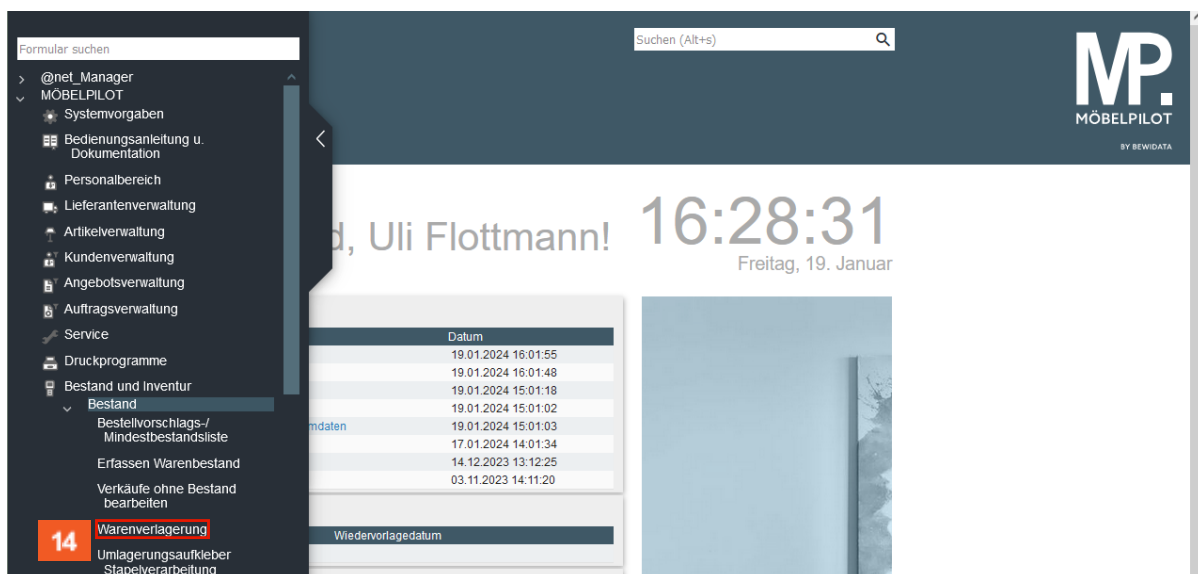 Formular suchen
@net_Manager
MÖBELPILOT
Systemvorgaben
Bedienungsanleitung u.
Dokumentation
Personalbereich
Lieferantenverwaltung
Artikelverwaltung
Kundenverwaltung
Angebotsverwaltung
Auftragsverwaltung
Service
Druckprogramme
Bestand und Inventur
Bestand
Bestellvorschlags-/
Mindestbestandsliste
Erfassen Warenbestand
Verkäufe ohne Bestand
bearbeiten
14
Warenverlagerung
Umlagerungsaufkleber
Stapelverarbeitung
Suchen (Alt+s)
MP.
MÖBELPILOT
BY BEWIDATA
d, Uli Flottmann!
16:28:31
Freitag, 19. Januar
Datum
19.01.2024 16:01:55
19.01.2024 16:01:48
19.01.2024 15:01:18
19.01.2024 15:01:02
mdaten 19.01.2024 15:01:03
17.01.2024 14:01:34
14.12.2023 13:12:25
03.11.2023 14:11:20
Wiedervorlagedatum